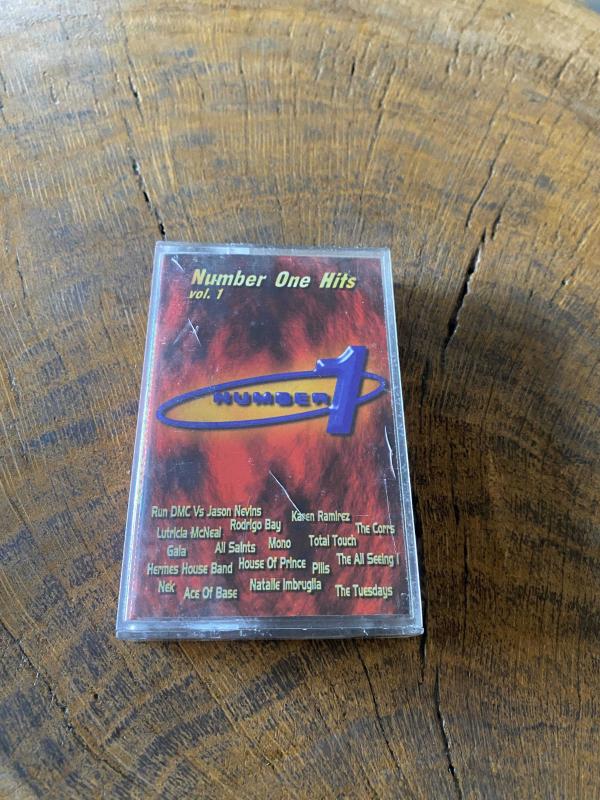 Number One Hits
vol. 1
NUMBER 1
Run DMC Vs Jason Nevins
Karen Ramirez
Lutricia McNeal
Rodrigo Bay
The Corrs
Gala
All Saints
Mono
Total Touch
Hermes House Band
House Of Prince
Pills
The All Seeing I
Nek
Ace Of Base
Natalie Imbruglia
The Tuesdays